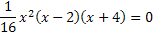 1/16 x²(x − 2)(x + 4) = 0